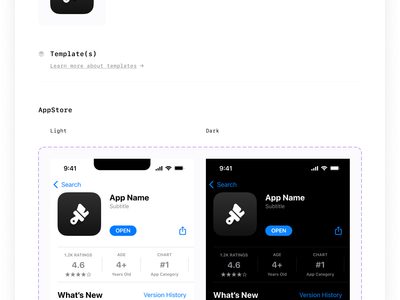 Template(s)
Learn more about templates →
AppStore
Light
Dark
9:41
Search
App Name
Subtitle
OPEN
1.2K RATINGS
AGE
CHART
4.6
4+
#1
★★★★☆
Years Old
App Category
What's New
Version History
9:41
Search
App Name
Subtitle
OPEN
1.2K RATINGS
AGE
CHART
4.6
4+
#1
★★★★☆
Years Old
App Category
What's New
Version History